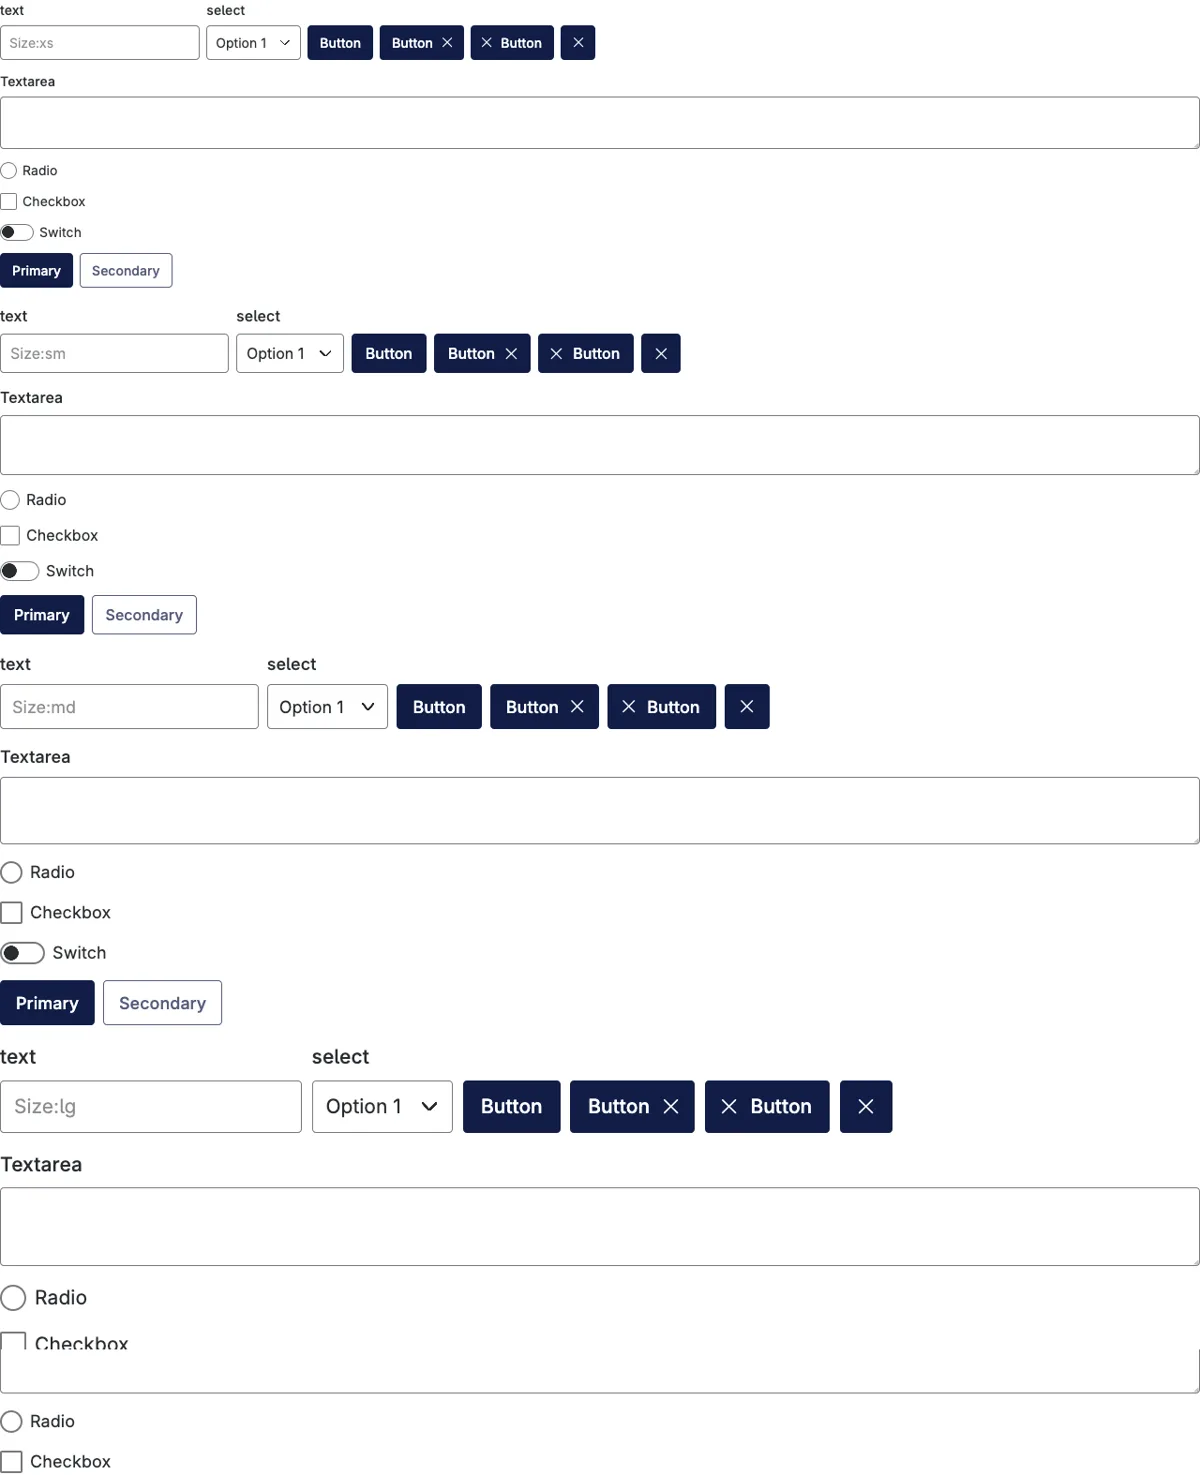 text select
Size:xs Option 1 Button Button Button
Textarea
Radio
Checkbox
Switch
Primary Secondary
text select
Size:sm Option 1 Button Button Button
Textarea
Radio
Checkbox
Switch
Primary Secondary
text select
Size:md Option 1 Button Button Button
Textarea
Radio
Checkbox
Switch
Primary Secondary
text select
Size:lg Option 1 Button Button Button
Textarea
Radio
Checkbox
Radio
Checkbox